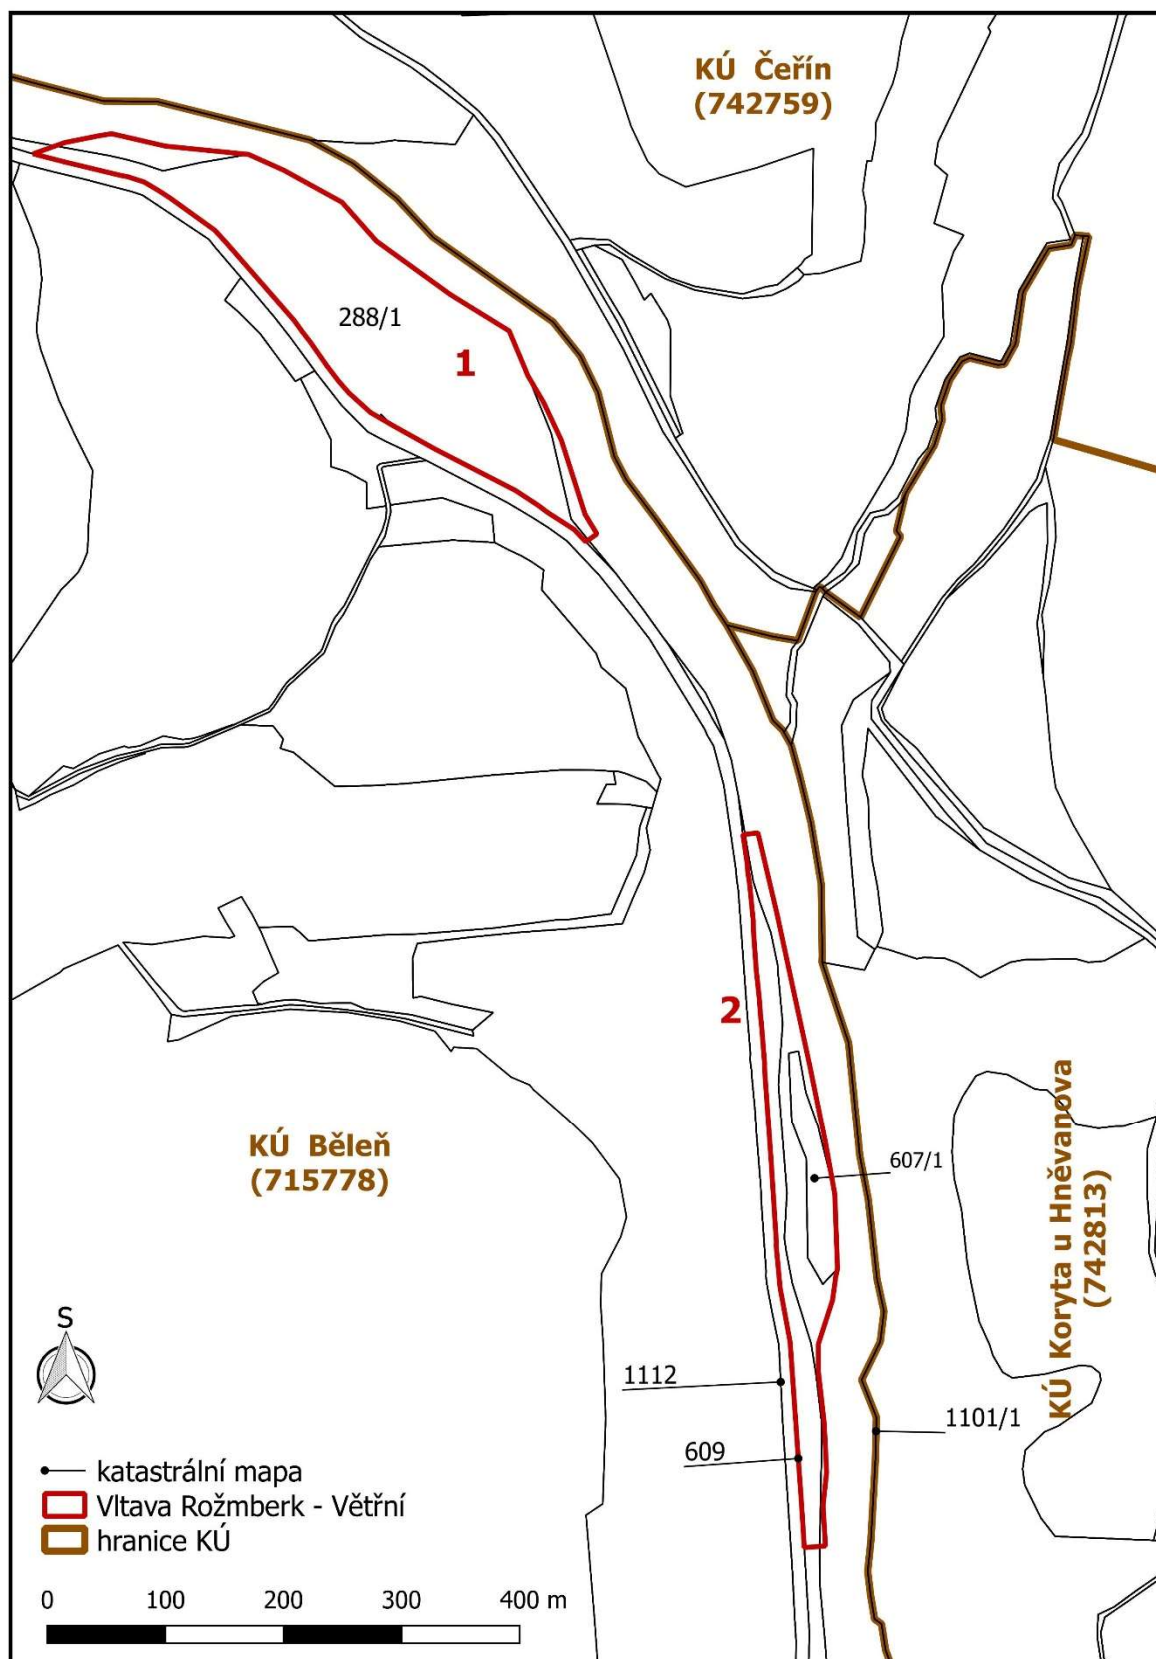 KÚ Čeřín
(742759)
288/1
1
2
KÚ Běleň
(715778)
607/1
KÚ Koryta u Hněvanova
(742813)
S
1112
1101/1
609
katastrální mapa
Vltava Rožmberk - Větřní
hranice KÚ
0 100 200 300 400 m